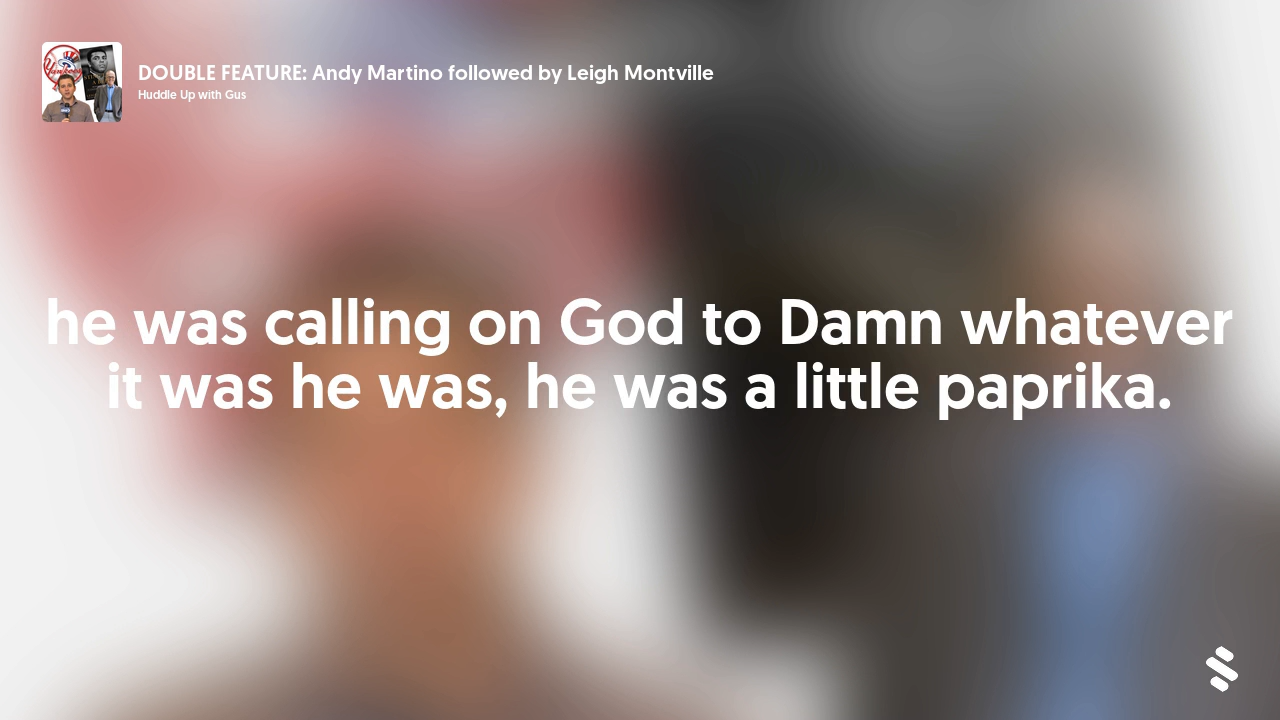 DOUBLE FEATURE: Andy Martino followed by Leigh Montville
Huddle Up with Gus
he was calling on God to Damn whatever
it was he was, he was a little paprika.